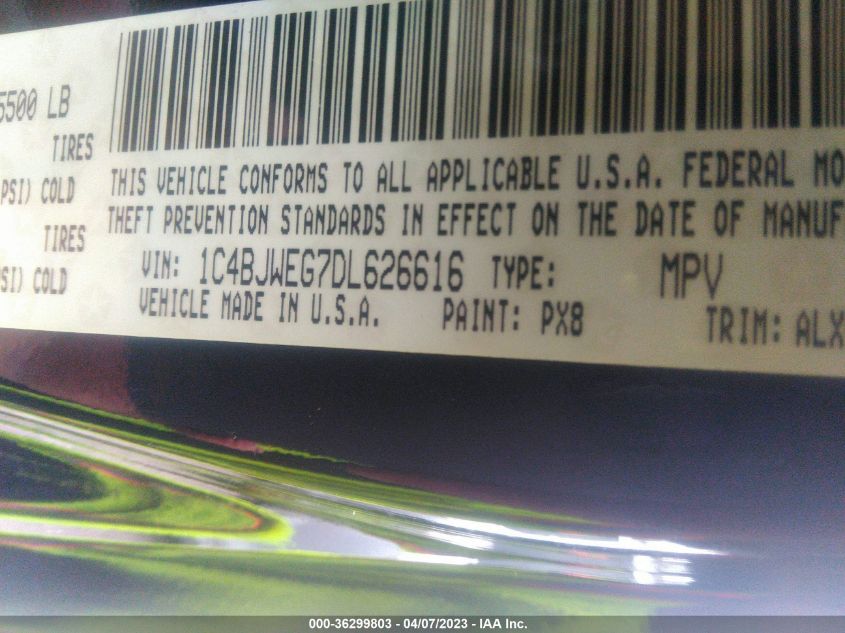 5500 LB
TIRES
PSI) COLD
TIRES
SI) COLD
THIS VEHICLE CONFORMS TO ALL APPLICABLE U.S.A. FEDERAL MO
THEFT PREVENTION STANDARDS IN EFFECT ON THE DATE OF MANUF
VIN: 1C4BJWEG7DL626616 TYPE: MPV
VEHICLE MADE IN U.S.A. PAINT: PX8 TRIM: ALX
000-36299803 - 04/07/2023 - IAA Inc.